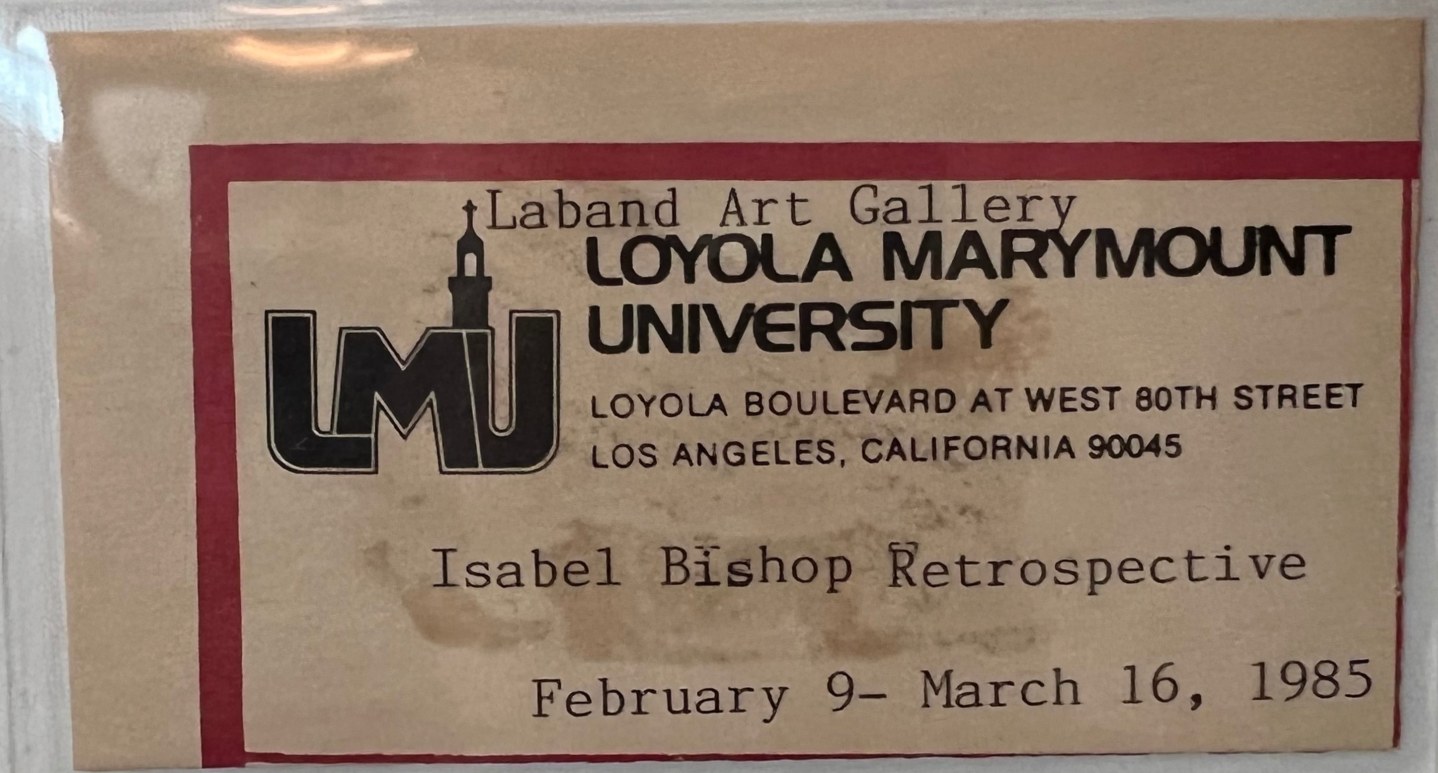 Laband Art Gallery
LOYOLA MARYMOUNT
UNIVERSITY
LMU
LOYOLA BOULEVARD AT WEST 80TH STREET
LOS ANGELES, CALIFORNIA 90045
Isabel Bishop Retrospective
February 9– March 16, 1985